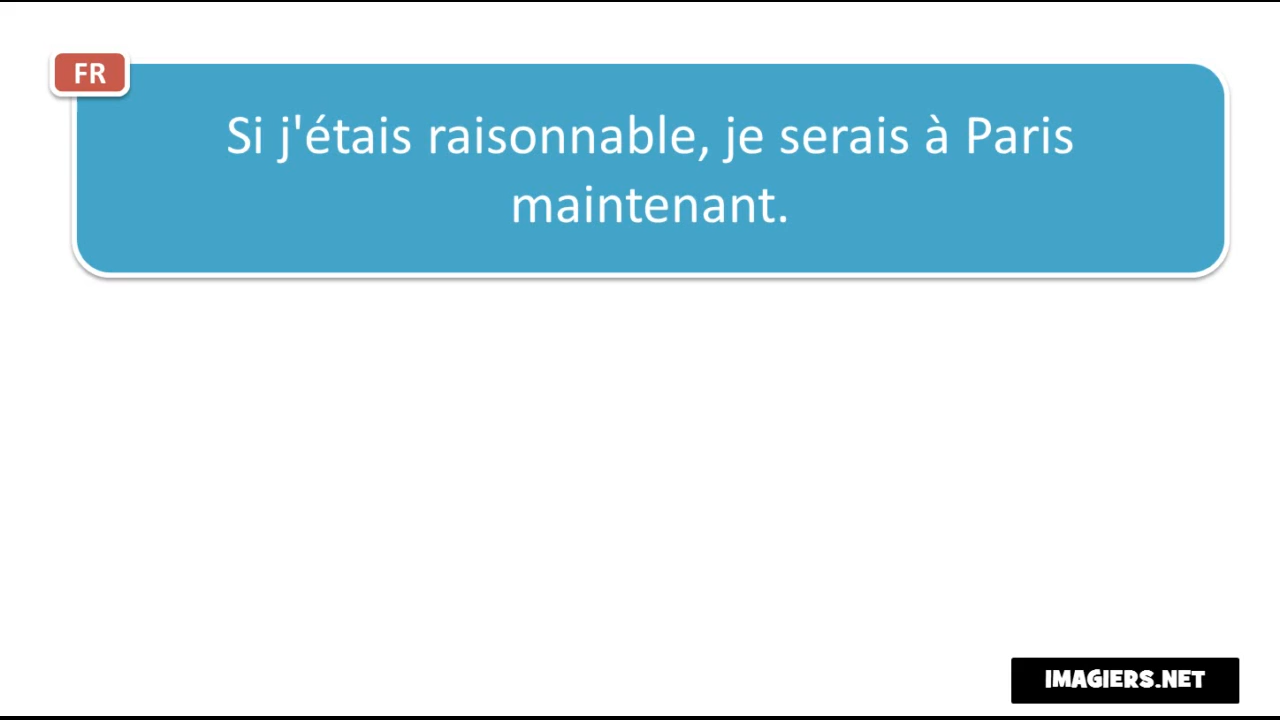 FR
Si j'étais raisonnable, je serais à Paris
maintenant.
IMAGIERS.NET